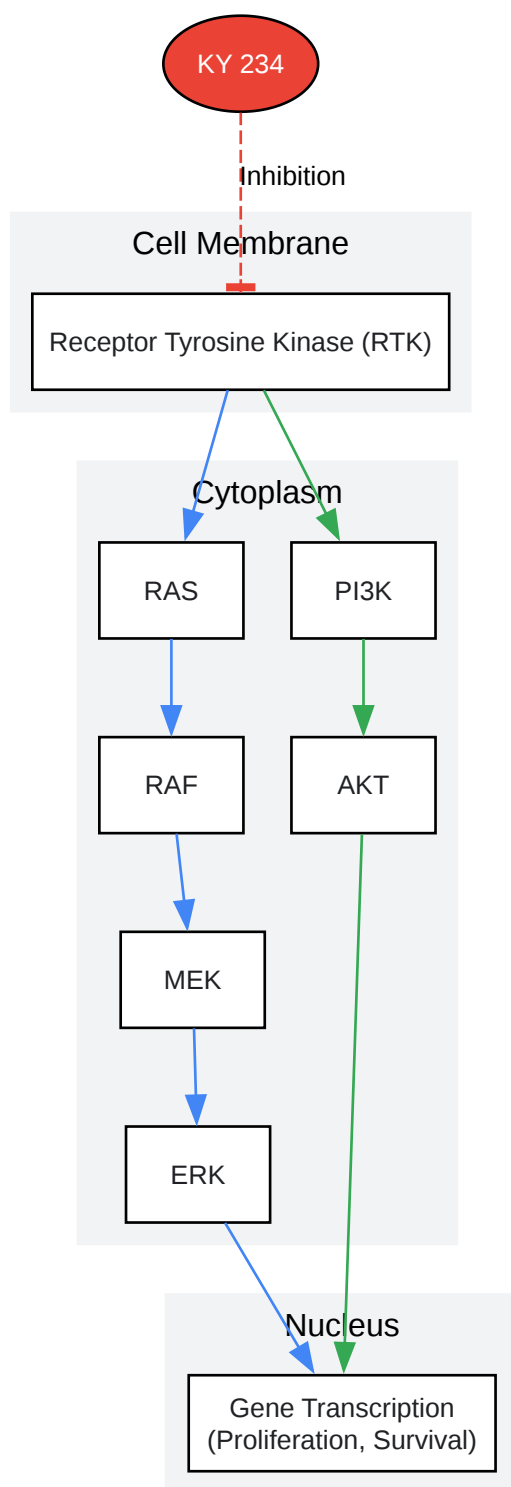 KY 234
Inhibition
Cell Membrane
Receptor Tyrosine Kinase (RTK)
Cytoplasm
RAS
PI3K
RAF
AKT
MEK
ERK
Nucleus
Gene Transcription
(Proliferation, Survival)